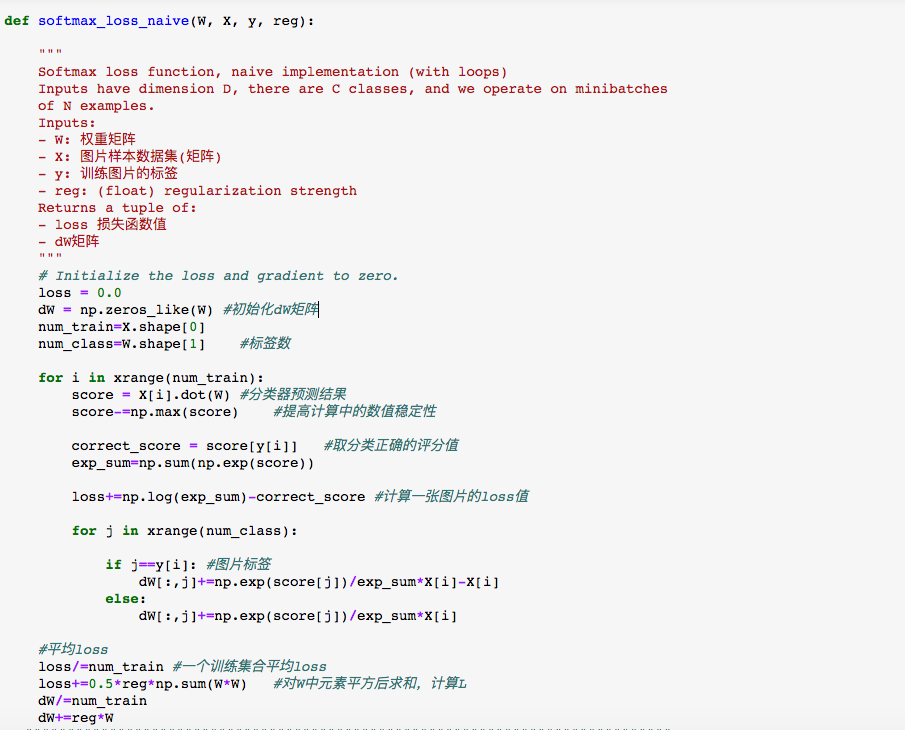 def softmax_loss_naive(W, X, y, reg):
"""
Softmax loss function, naive implementation (with loops)
Inputs have dimension D, there are C classes, and we operate on minibatches
of N examples.
Inputs:
- W: 权重矩阵
- X: 图片样本数据集(矩阵)
- y: 训练图片的标签
- reg: (float) regularization strength
Returns a tuple of:
- loss 损失函数值
- dW矩阵
"""
# Initialize the loss and gradient to zero.
loss = 0.0
dW = np.zeros_like(W) #初始化dW矩阵
num_train=X.shape[0]
num_class=W.shape[1] #标签数
for i in xrange(num_train):
score = X[i].dot(W) #分类器预测结果
score-=np.max(score) #提高计算中的数值稳定性
correct_score = score[y[i]] #取分类正确的评分值
exp_sum=np.sum(np.exp(score))
loss+=np.log(exp_sum)-correct_score #计算一张图片的loss值
for j in xrange(num_class):
if j==y[i]: #图片标签
dW[:,j]+=np.exp(score[j])/exp_sum*X[i]-X[i]
else:
dW[:,j]+=np.exp(score[j])/exp_sum*X[i]
#平均loss
loss/=num_train #一个训练集合平均loss
loss+=0.5*reg*np.sum(W*W) #对W中元素平方后求和，计算L
dW/=num_train
dW+=reg*W